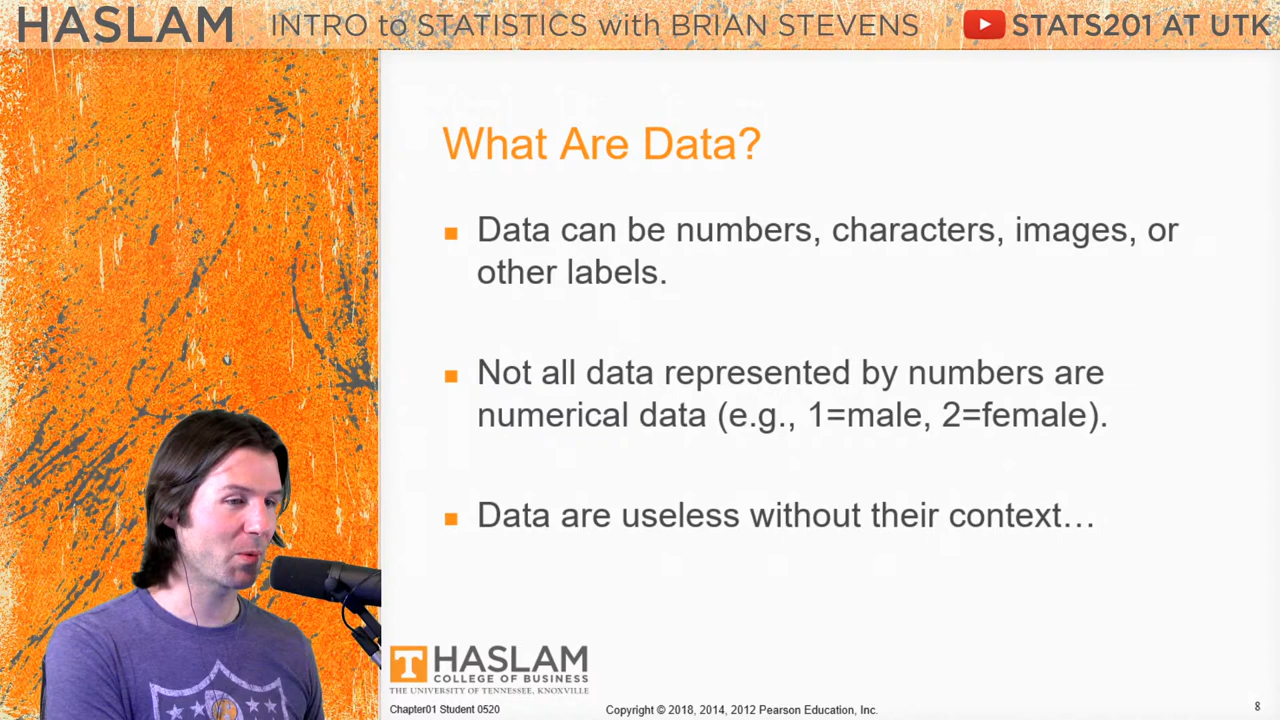 HASLAM INTRO to STATISTICS with BRIAN STEVENS STATS201 AT UTK
What Are Data?
Data can be numbers, characters, images, or
other labels.
Not all data represented by numbers are
numerical data (e.g., 1=male, 2=female).
Data are useless without their context…
T HASLAM
COLLEGE OF BUSINESS
THE UNIVERSITY OF TENNESSEE, KNOXVILLE
Chapter01 Student 0520 Copyright © 2018, 2014, 2012 Pearson Education, Inc. 8